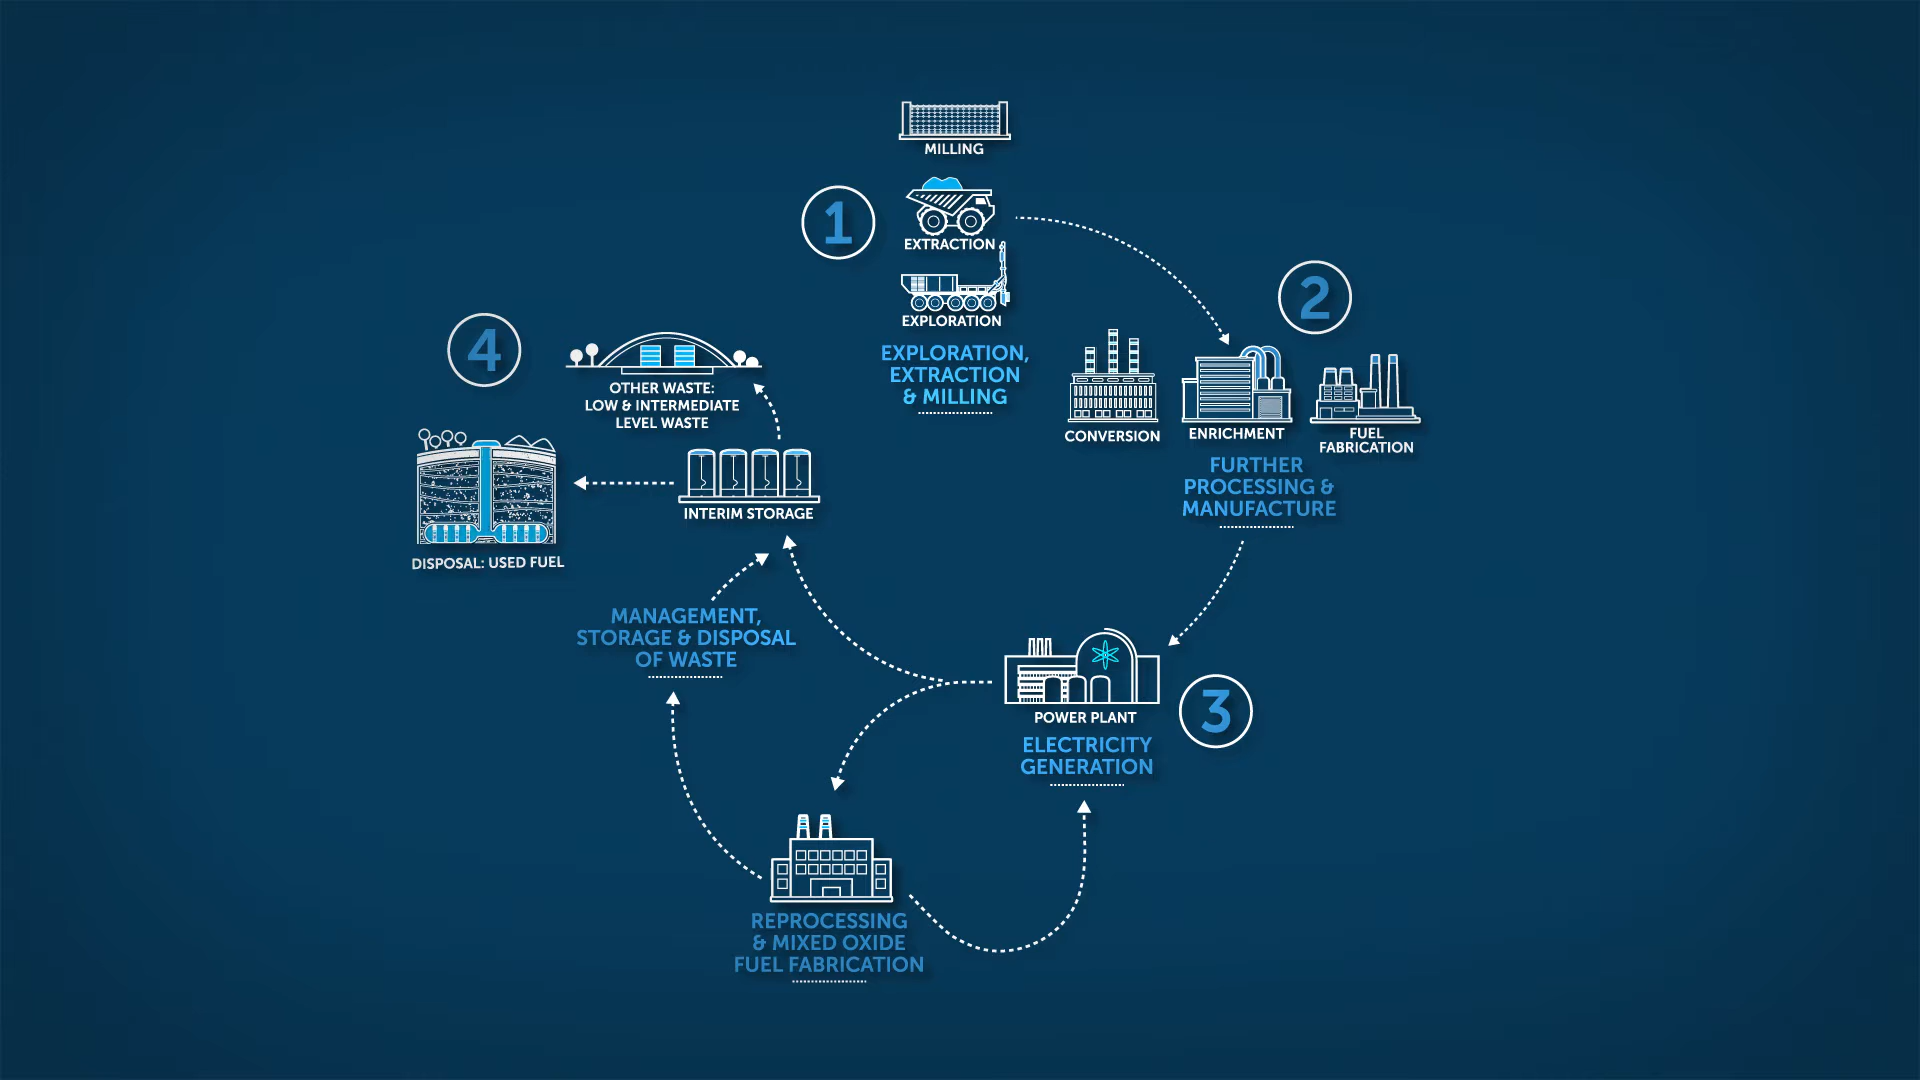 MILLING
1
EXTRACTION
EXPLORATION
EXPLORATION,
EXTRACTION
& MILLING
2
CONVERSION
ENRICHMENT
FUEL
FABRICATION
FURTHER
PROCESSING &
MANUFACTURE
3
POWER PLANT
ELECTRICITY
GENERATION
4
OTHER WASTE:
LOW & INTERMEDIATE
LEVEL WASTE
INTERIM STORAGE
DISPOSAL: USED FUEL
MANAGEMENT,
STORAGE & DISPOSAL
OF WASTE
REPROCESSING
& MIXED OXIDE
FUEL FABRICATION